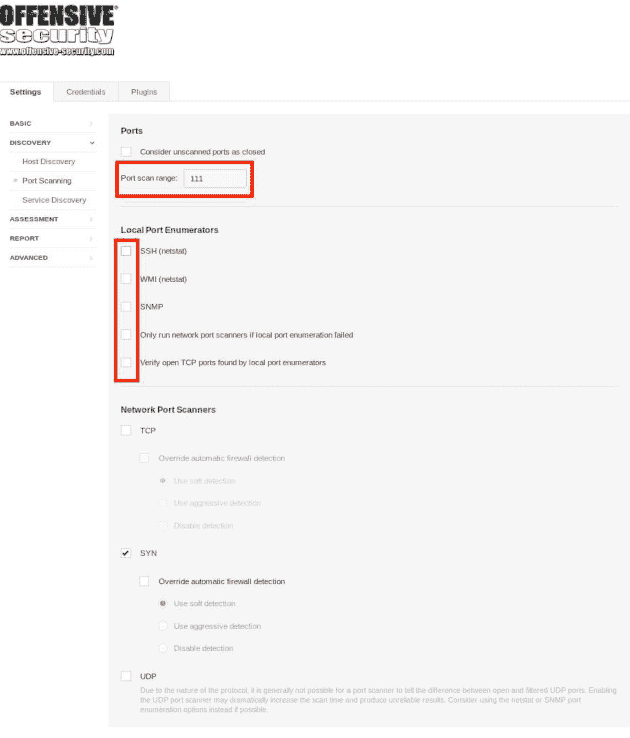 OFFENSIVE
security
www.offensive-security.com
Settings
Credentials
Plugins
BASIC
DISCOVERY
Host Discovery
Port Scanning
Service Discovery
ASSESSMENT
REPORT
ADVANCED
Ports
Consider unscanned ports as closed
Port scan range: 111
Local Port Enumerators
SSH (netstat)
WMI (netstat)
SNMP
Only run network port scanners if local port enumeration failed
Verify open TCP ports found by local port enumerators
Network Port Scanners
TCP
Override automatic firewall detection
Use soft detection
Use aggressive detection
Disable detection
SYN
Override automatic firewall detection
Use soft detection
Use aggressive detection
Disable detection
UDP
Due to the nature of the protocol, it is generally not possible for a port scanner to tell the difference between open and filtered UDP ports. Enabling
the UDP port scanner may dramatically increase the scan time and produce unreliable results. Consider using the netstat or SNMP port
enumeration options instead if possible.